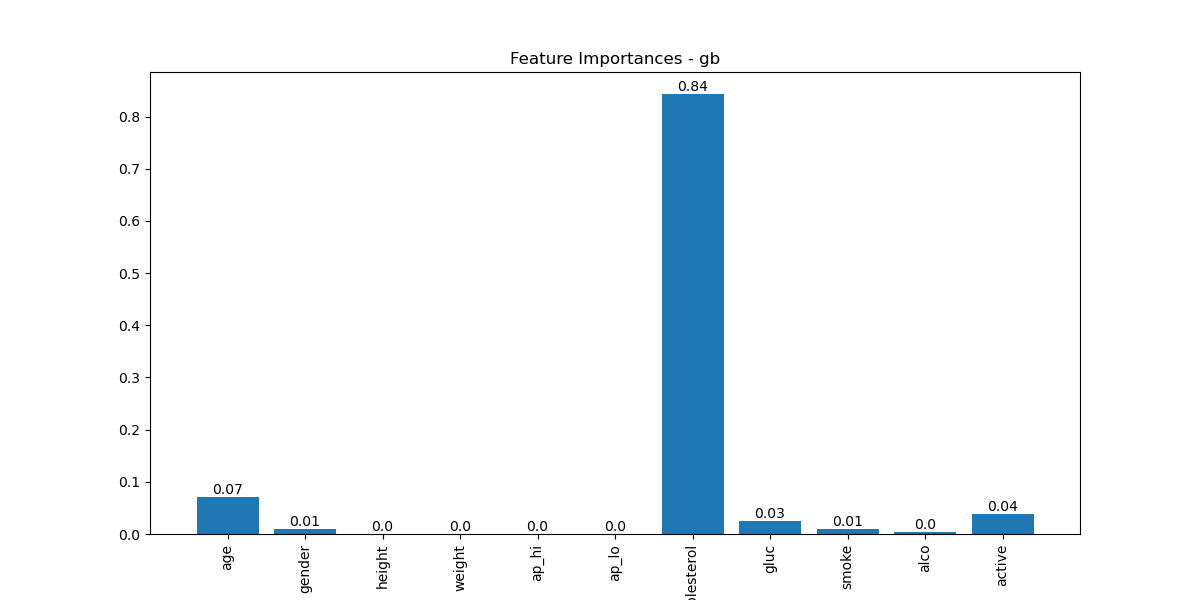 Feature Importances - gb
0.8
0.7
0.6
0.5
0.4
0.3
0.2
0.1
0.0
0.07
0.01
0.0
0.0
0.0
0.0
0.84
0.03
0.01
0.0
0.04
age
gender
height
weight
ap_hi
ap_lo
olesterol
gluc
smoke
alco
active